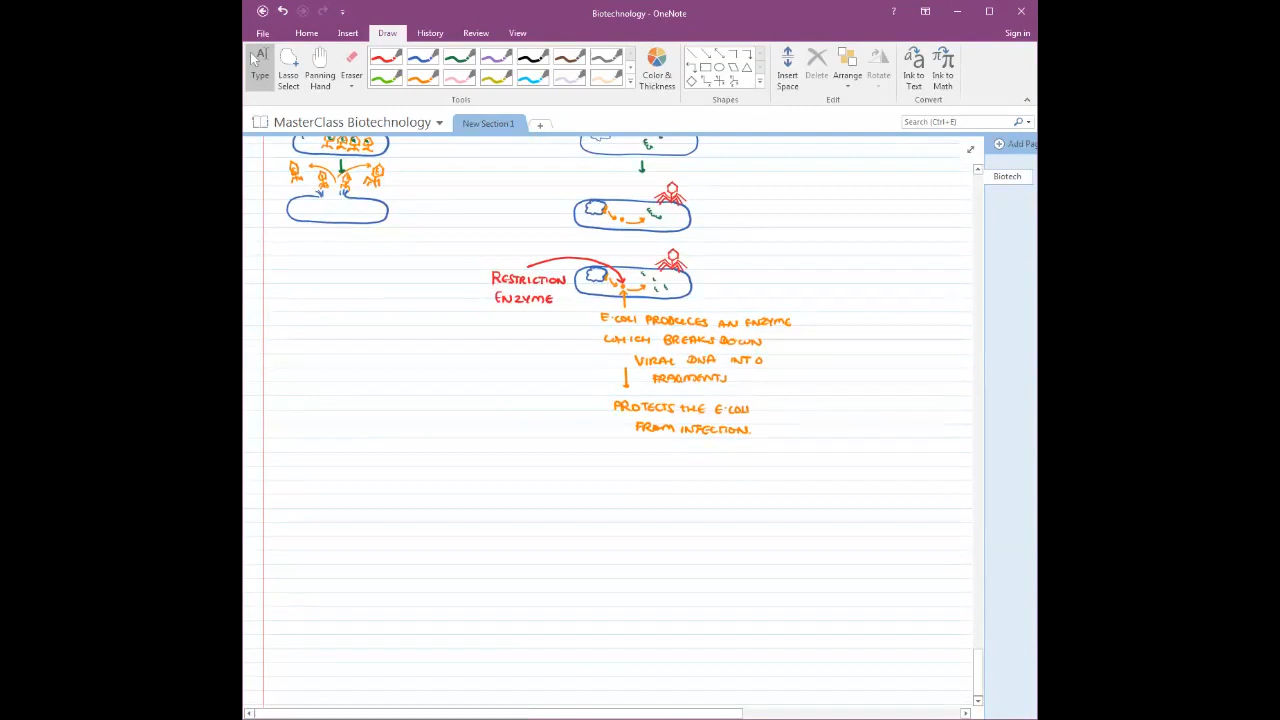 Biotechnology - OneNote
File Home Insert Draw History Review View Sign in
Type
Lasso Select
Panning Hand
Eraser
Color & Thickness
Insert Space
Delete
Arrange
Rotate
Ink to Text
Ink to Math
Tools Shapes Edit Convert
MasterClass Biotechnology New Section 1 Search (Ctrl+E)
Add Pag
Biotech
RESTRICTION
ENZYME
E.COLI PRODUCES AN ENZYME
WHICH BREAKS DOWN
VIRAL DNA INTO
FRAGMENTS
PROTECTS THE E.COLI
FROM INFECTION.